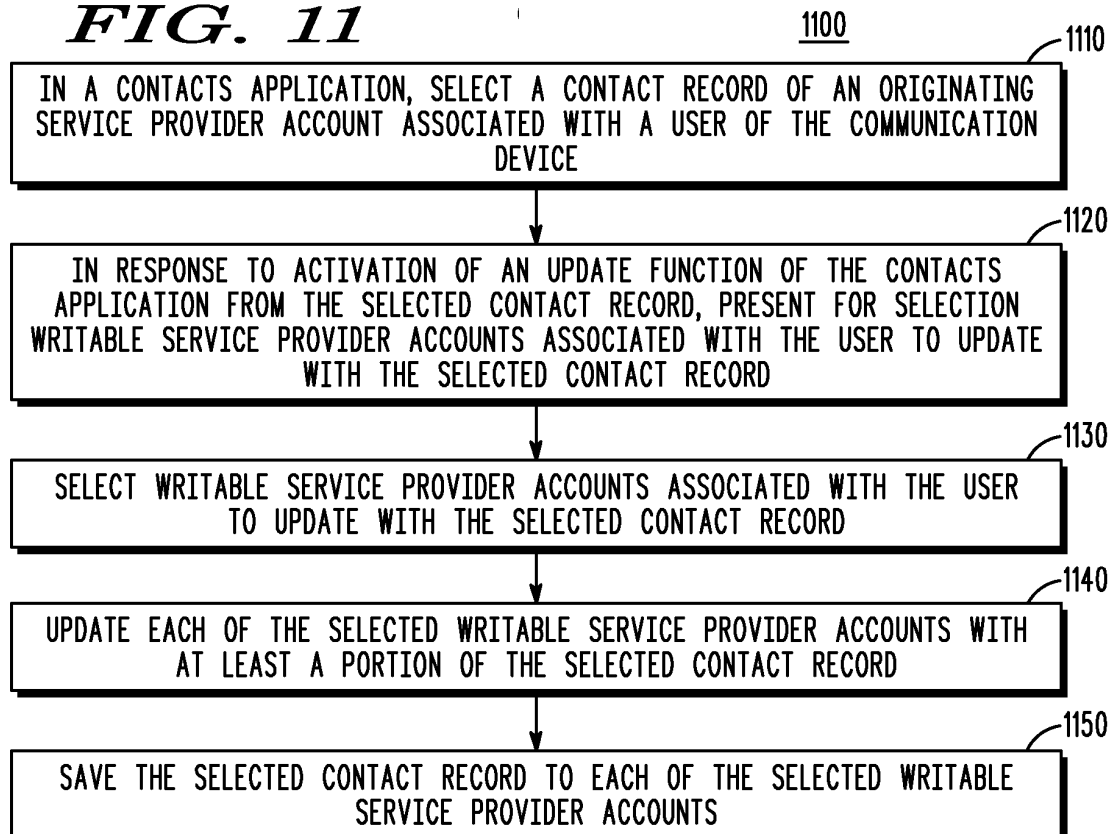 FIG. 11
1100
1110
IN A CONTACTS APPLICATION, SELECT A CONTACT RECORD OF AN ORIGINATING
SERVICE PROVIDER ACCOUNT ASSOCIATED WITH A USER OF THE COMMUNICATION
DEVICE
1120
IN RESPONSE TO ACTIVATION OF AN UPDATE FUNCTION OF THE CONTACTS
APPLICATION FROM THE SELECTED CONTACT RECORD, PRESENT FOR SELECTION
WRITABLE SERVICE PROVIDER ACCOUNTS ASSOCIATED WITH THE USER TO UPDATE
WITH THE SELECTED CONTACT RECORD
1130
SELECT WRITABLE SERVICE PROVIDER ACCOUNTS ASSOCIATED WITH THE USER
TO UPDATE WITH THE SELECTED CONTACT RECORD
1140
UPDATE EACH OF THE SELECTED WRITABLE SERVICE PROVIDER ACCOUNTS WITH
AT LEAST A PORTION OF THE SELECTED CONTACT RECORD
1150
SAVE THE SELECTED CONTACT RECORD TO EACH OF THE SELECTED WRITABLE
SERVICE PROVIDER ACCOUNTS